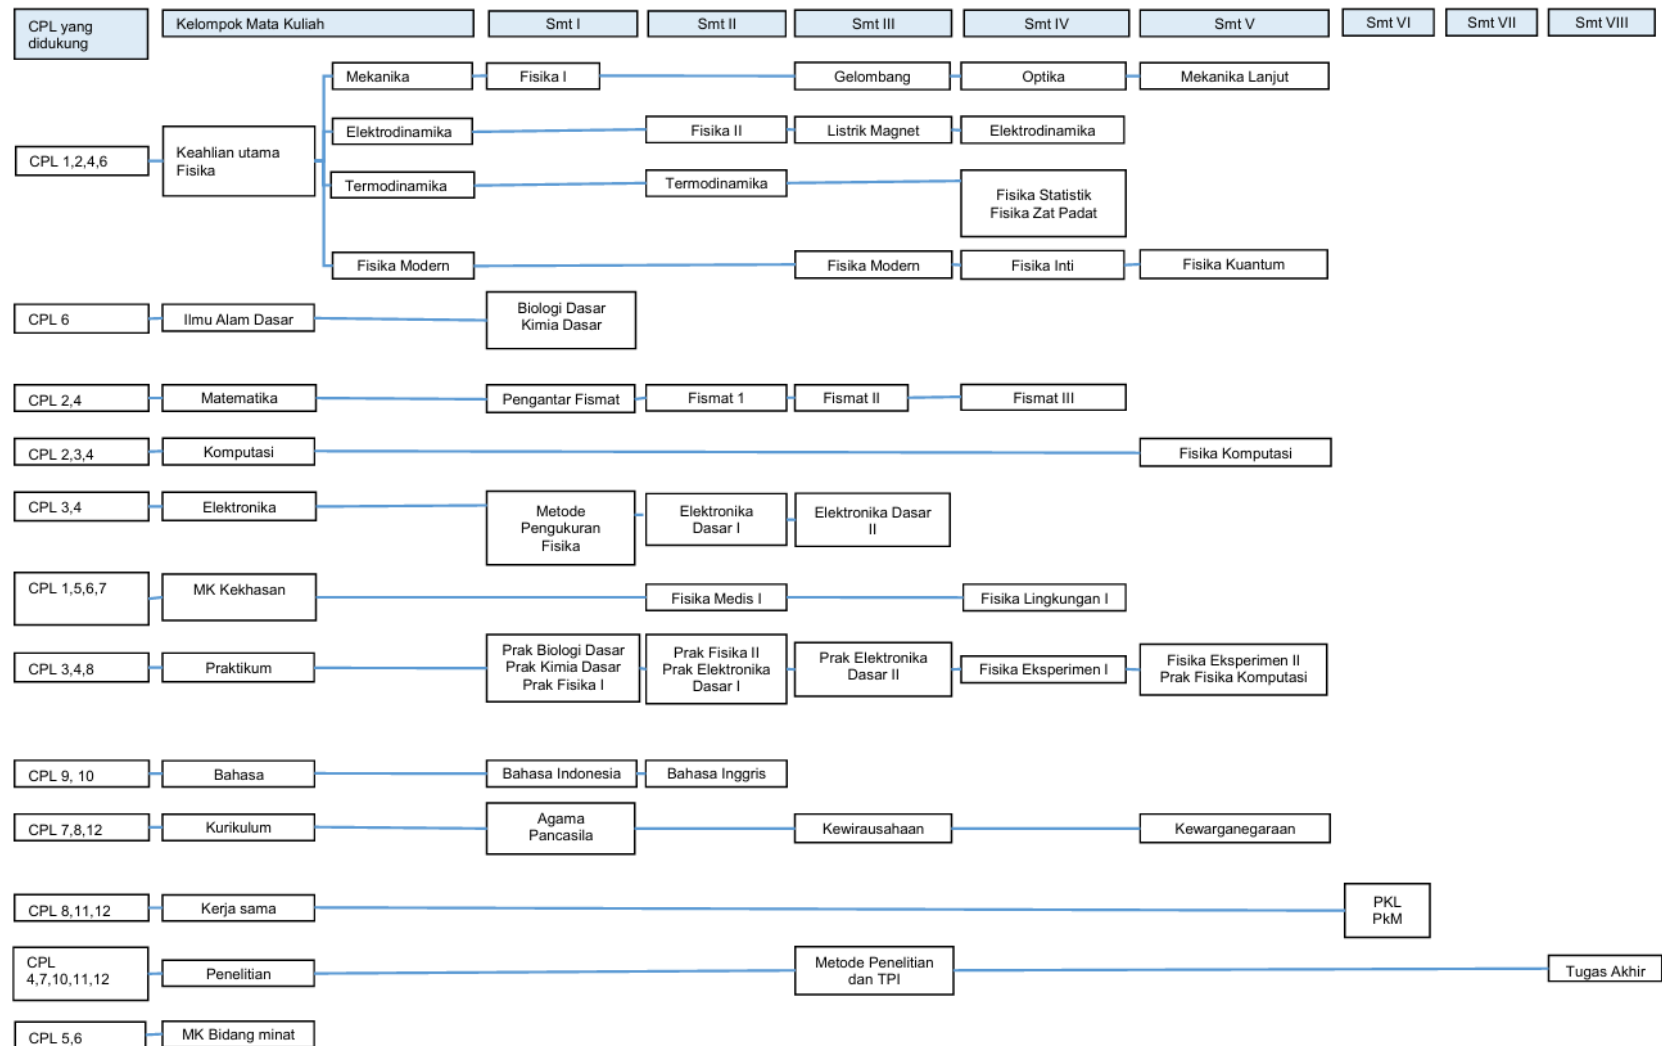 CPL yang
didukung
Kelompok Mata Kuliah
Smt I
Smt II
Smt III
Smt IV
Smt V
Smt VI
Smt VII
Smt VIII
CPL 1,2,4,6
Keahlian utama
Fisika
Mekanika
Fisika I
Gelombang
Optika
Mekanika Lanjut
Elektrodinamika
Fisika II
Listrik Magnet
Elektrodinamika
Termodinamika
Termodinamika
Fisika Statistik
Fisika Zat Padat
Fisika Modern
Fisika Modern
Fisika Inti
Fisika Kuantum
CPL 6
Ilmu Alam Dasar
Biologi Dasar
Kimia Dasar
CPL 2,4
Matematika
Pengantar Fismat
Fismat 1
Fismat II
Fismat III
CPL 2,3,4
Komputasi
Fisika Komputasi
CPL 3,4
Elektronika
Metode
Pengukuran
Fisika
Elektronika
Dasar I
Elektronika Dasar
II
CPL 1,5,6,7
MK Kekhasan
Fisika Medis I
Fisika Lingkungan I
CPL 3,4,8
Praktikum
Prak Biologi Dasar
Prak Kimia Dasar
Prak Fisika I
Prak Fisika II
Prak Elektronika
Dasar I
Prak Elektronika
Dasar II
Fisika Eksperimen I
Fisika Eksperimen II
Prak Fisika Komputasi
CPL 9, 10
Bahasa
Bahasa Indonesia
Bahasa Inggris
CPL 7,8,12
Kurikulum
Agama
Pancasila
Kewirausahaan
Kewarganegaraan
CPL 8,11,12
Kerja sama
PKL
PkM
CPL
4,7,10,11,12
Penelitian
Metode Penelitian
dan TPI
Tugas Akhir
CPL 5,6
MK Bidang minat